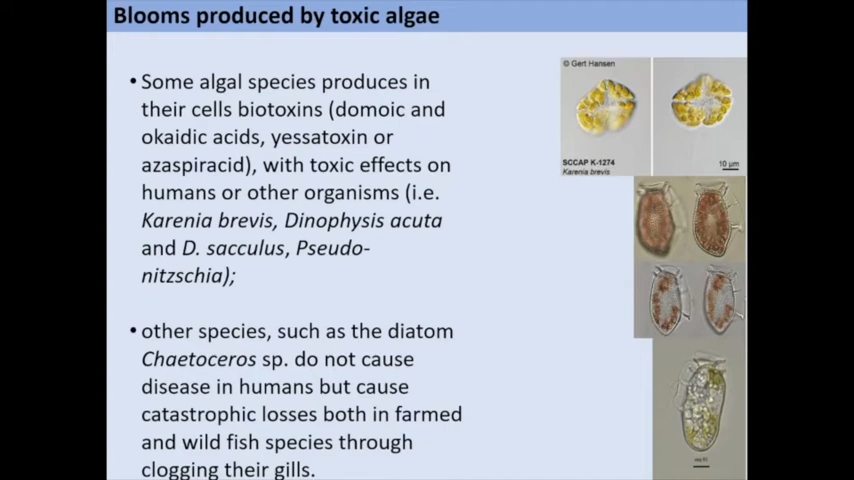 Blooms produced by toxic algae
• Some algal species produces in
their cells biotoxins (domoic and
okaidic acids, yessatoxin or
azaspiracid), with toxic effects on
humans or other organisms (i.e.
Karenia brevis, Dinophysis acuta
and D. sacculus, Pseudo-
nitzschia);
• other species, such as the diatom
Chaetoceros sp. do not cause
disease in humans but cause
catastrophic losses both in farmed
and wild fish species through
clogging their gills.
© Gert Hansen
SCCAP K-1274
Karenia brevis
10 µm